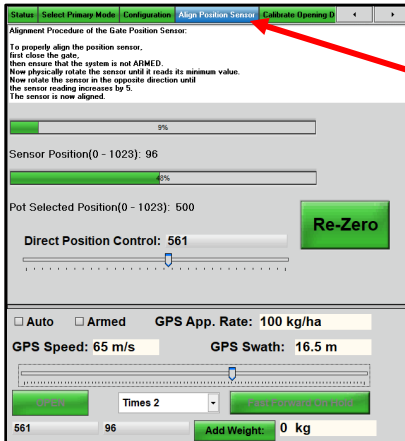 Status Select Primary Mode Configuration Align Position Sensor Calibrate Opening D
Alignment Procedure of the Gate Position Sensor:
To properly align the position sensor,
first close the gate,
then ensure that the system is not ARMED.
Now physically rotate the sensor until it reads its minimum value.
Now rotate the sensor in the opposite direction until
the sensor reading increases by 5.
The sensor is now aligned.
9%
Sensor Position(0 - 1023): 96
48%
Pot Selected Position(0 - 1023): 500
Re-Zero
Direct Position Control: 561
Auto Armed GPS App. Rate: 100 kg/ha
GPS Speed: 65 m/s GPS Swath: 16.5 m
OPEN Times 2
561 96 Add Weight: 0 kg